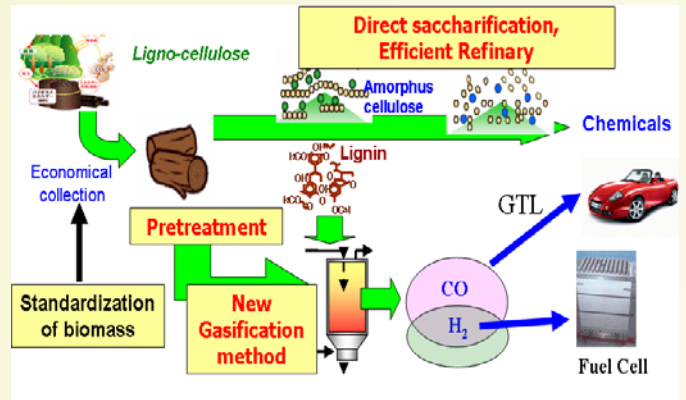 Direct saccharification,
Efficient Refinary
Ligno-cellulose
Amorphus
cellulose
Chemicals
Lignin
Economical
collection
Pretreatment
GTL
Standardization
of biomass
New
Gasification
method
CO
H₂
Fuel Cell